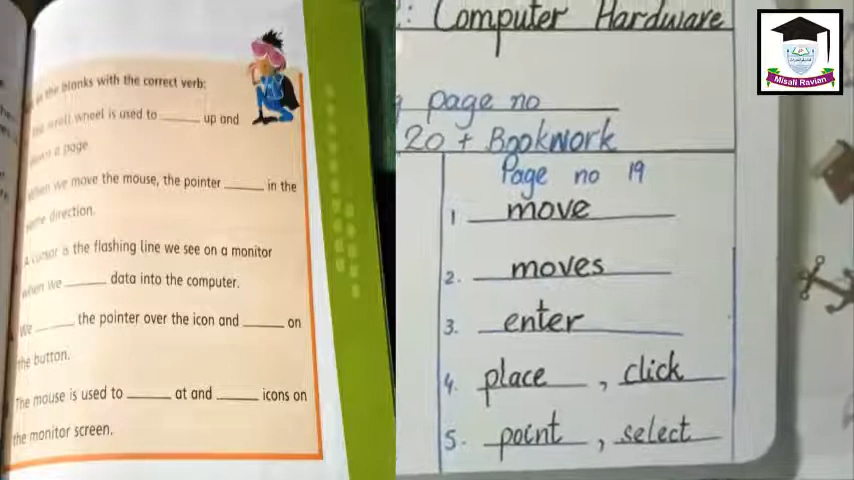 the blanks with the correct verb:
wheel is used to ______ up and
a page
When we move the mouse, the pointer ______ in the
same direction.
A cursor is the flashing line we see on a monitor
when we ______ data into the computer.
We ______ the pointer over the icon and ______ on
the button.
The mouse is used to ______ at and ______ icons on
the monitor screen.
: Computer Hardware
page no
20 + Bookwork
Page no 19
1 move
2. moves
3. enter
4. place , click
5. point , select
Misali Ravian